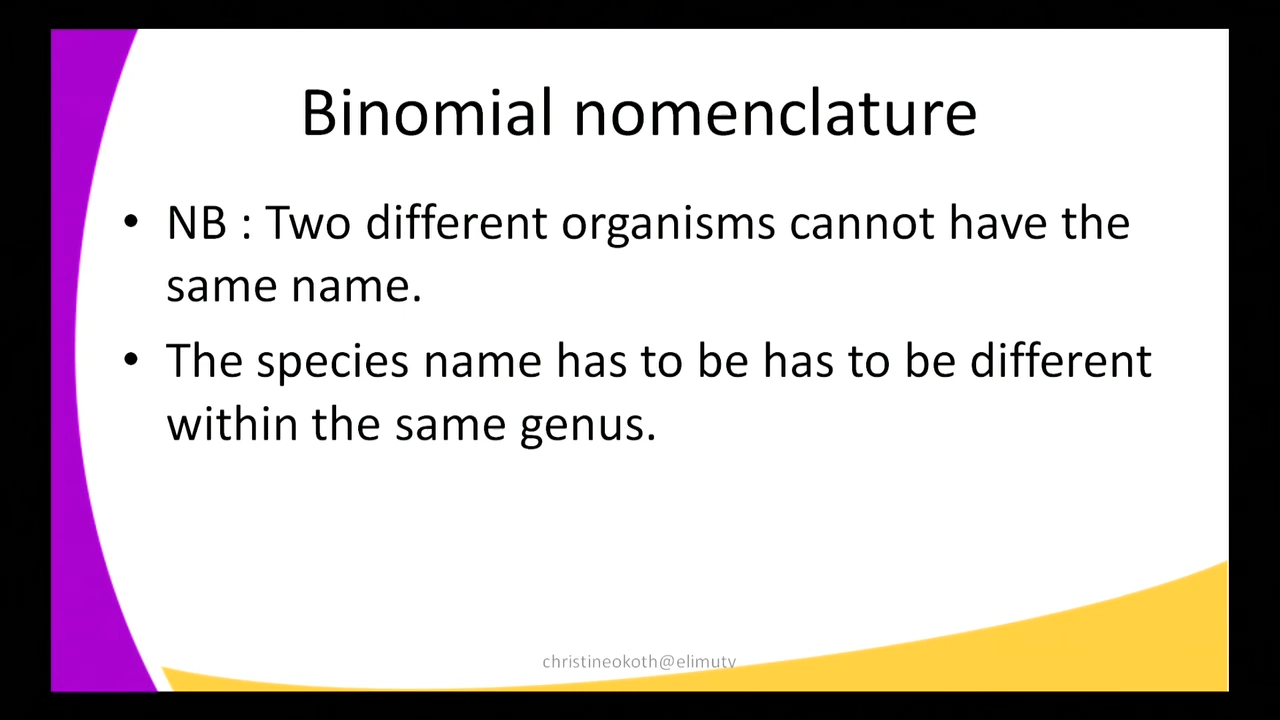 Binomial nomenclature
• NB : Two different organisms cannot have the
same name.
• The species name has to be has to be different
within the same genus.
christineokoth@elimutv